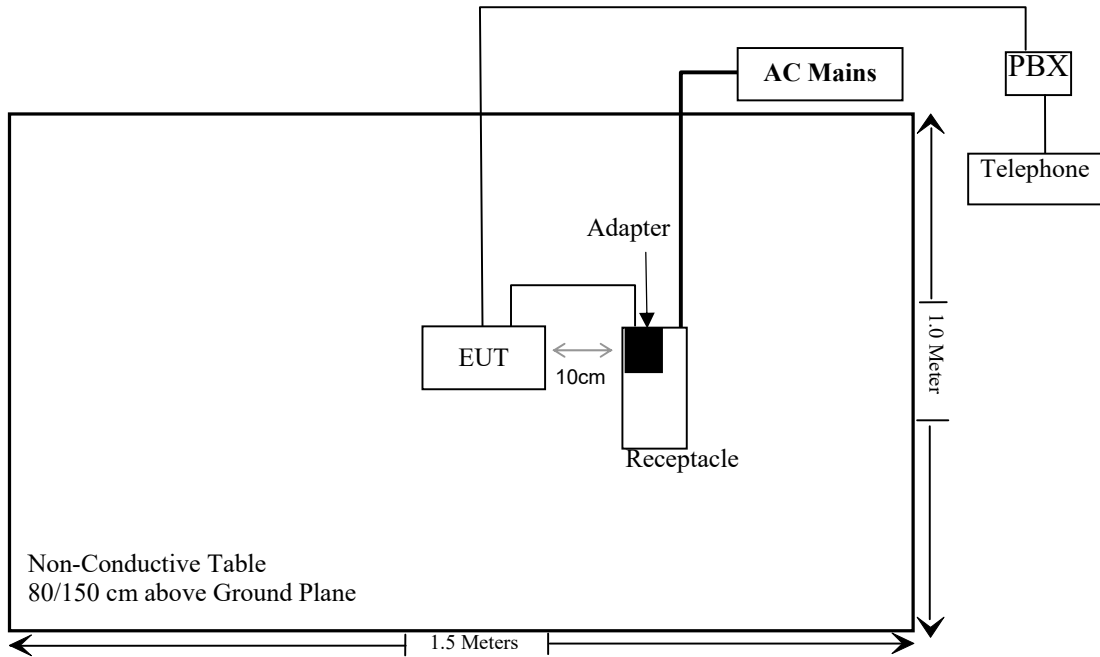 AC Mains
PBX
Telephone
Adapter
EUT
10cm
1.0 Meter
Receptacle
Non-Conductive Table
80/150 cm above Ground Plane
1.5 Meters